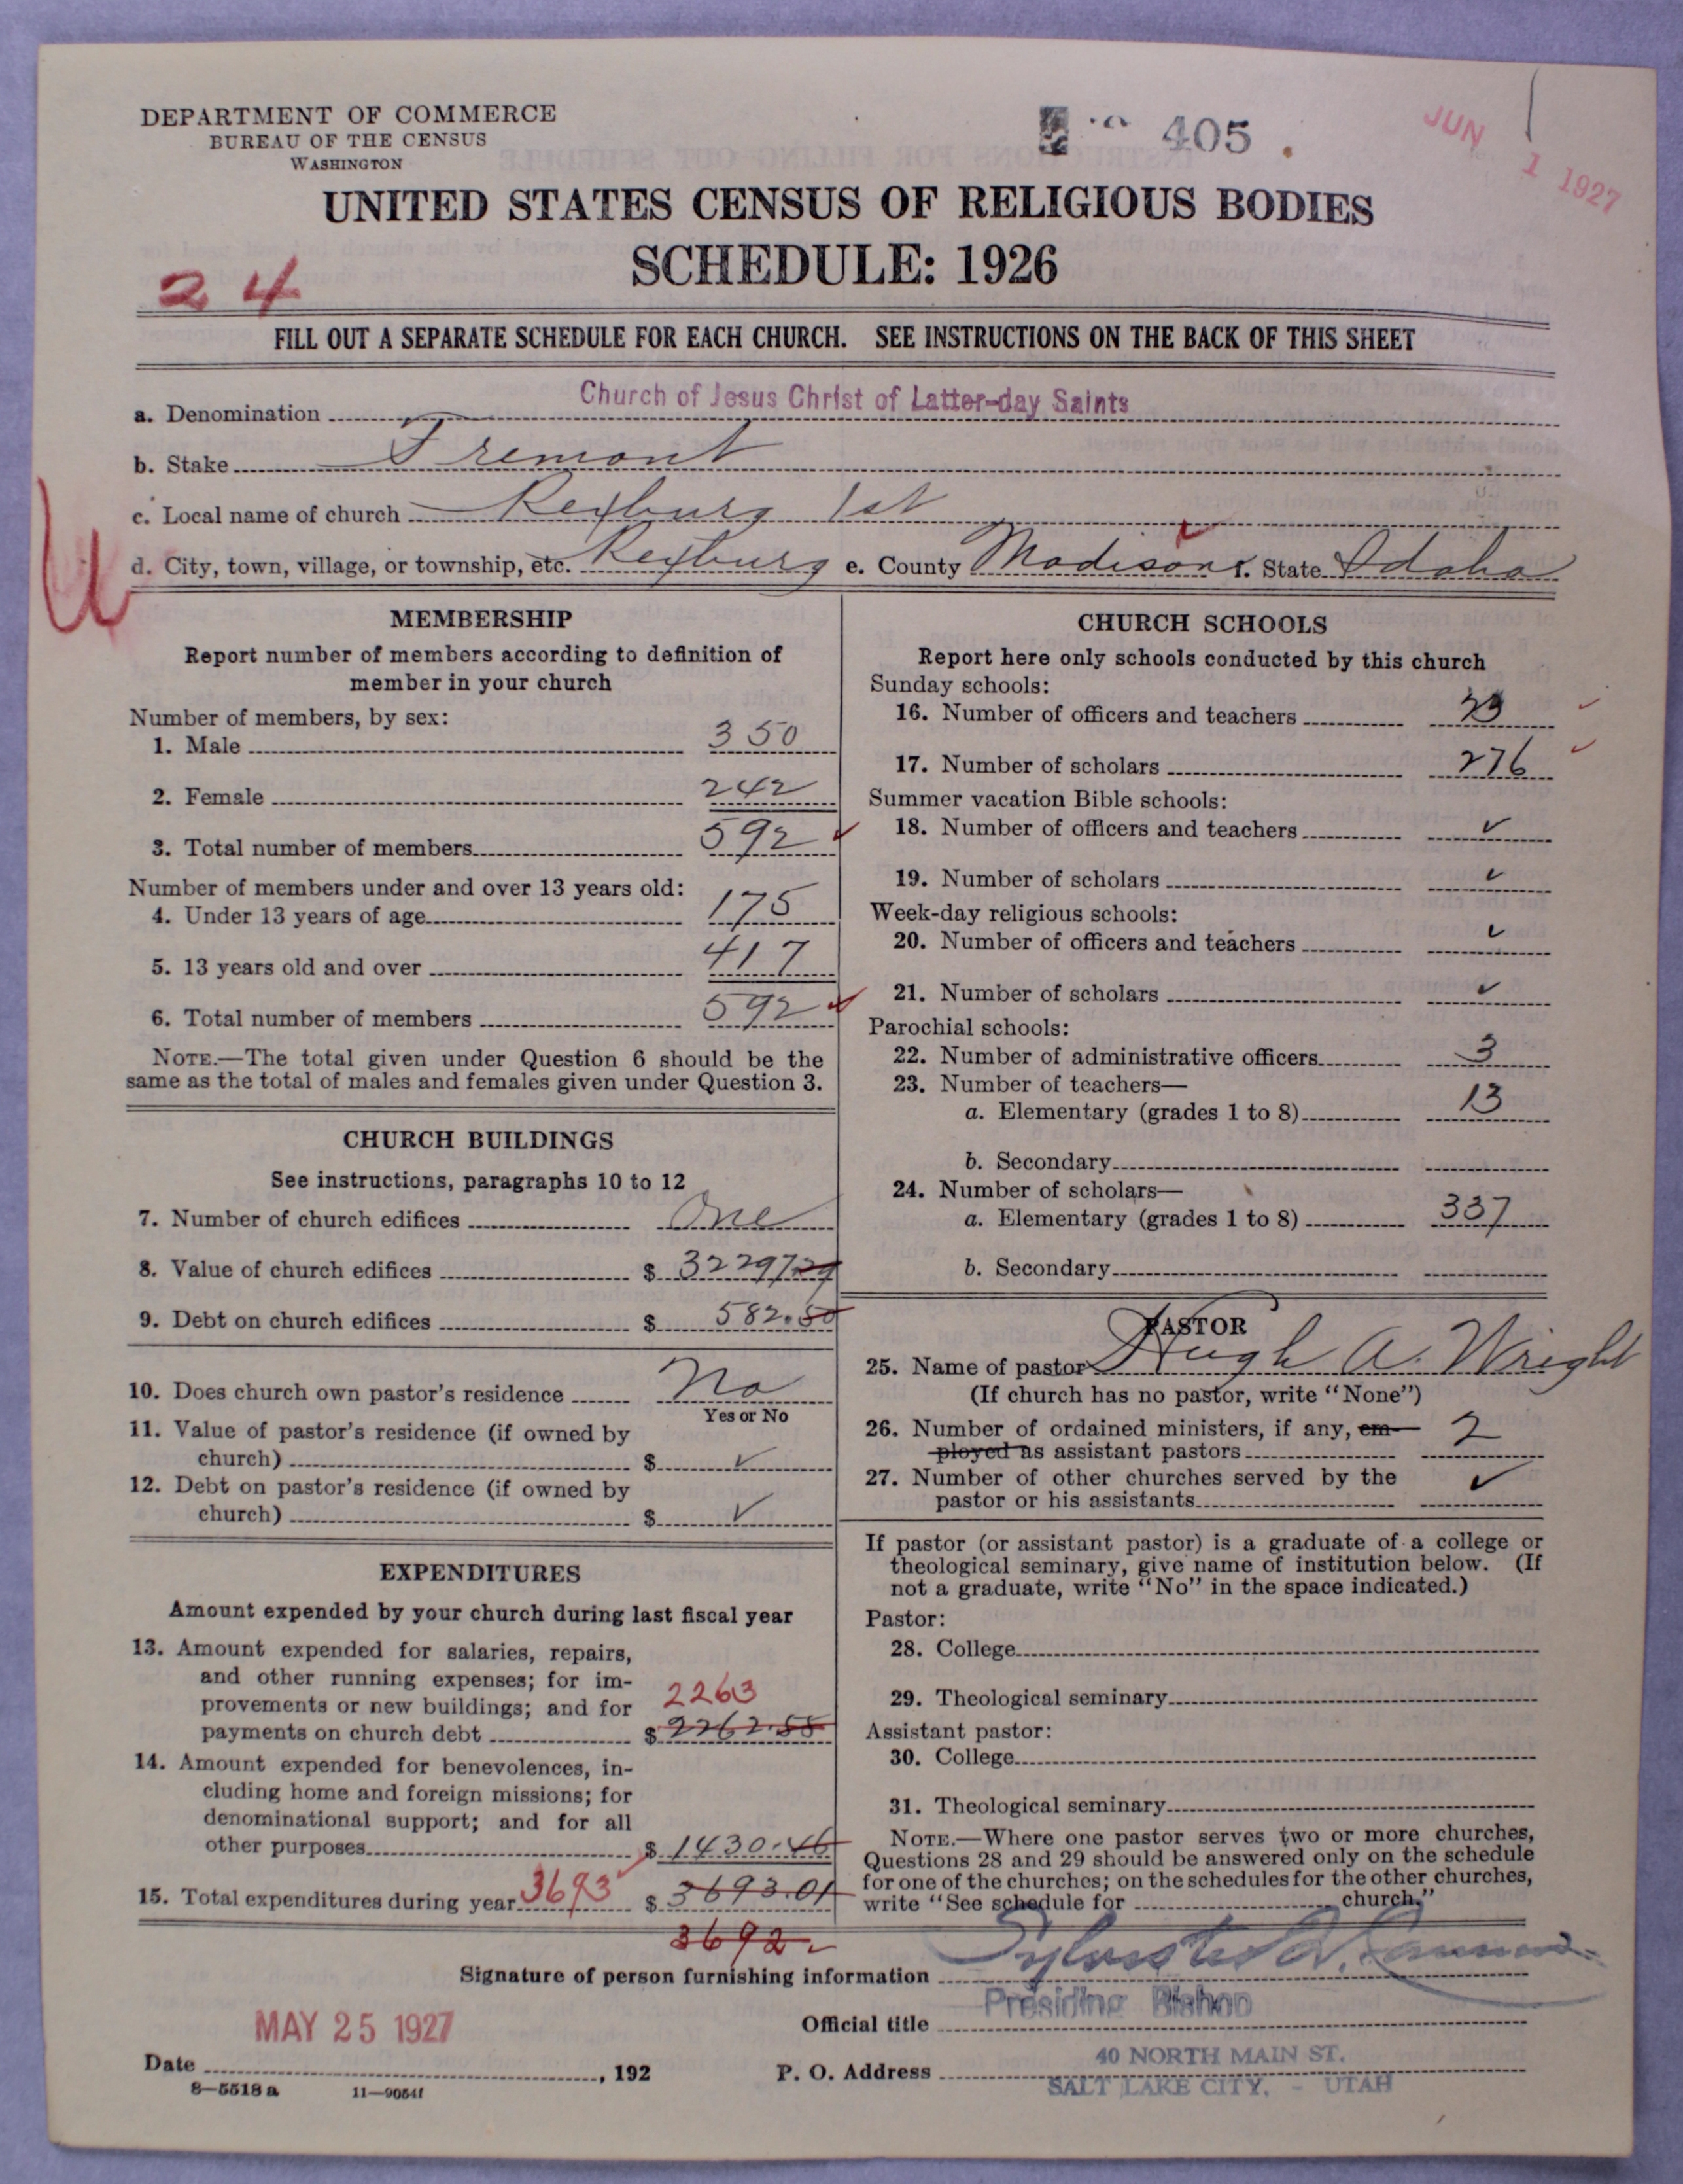 DEPARTMENT OF COMMERCE
BUREAU OF THE CENSUS
WASHINGTON
405
JUN 1 1927
UNITED STATES CENSUS OF RELIGIOUS BODIES
SCHEDULE: 1926
24
FILL OUT A SEPARATE SCHEDULE FOR EACH CHURCH. SEE INSTRUCTIONS ON THE BACK OF THIS SHEET
a. Denomination Church of Jesus Christ of Latter-day Saints
b. Stake Fremont
c. Local name of church Rexburg 1st
d. City, town, village, or township, etc. Rexburg e. County Madison f. State Idaho
MEMBERSHIP
Report number of members according to definition of
member in your church
Number of members, by sex:
1. Male 350
2. Female 242
3. Total number of members 592
Number of members under and over 13 years old:
4. Under 13 years of age 175
5. 13 years old and over 417
6. Total number of members 592
NOTE.—The total given under Question 6 should be the
same as the total of males and females given under Question 3.
CHURCH BUILDINGS
See instructions, paragraphs 10 to 12
7. Number of church edifices One
8. Value of church edifices $ 32297.29
9. Debt on church edifices $ 582.50
10. Does church own pastor's residence No
Yes or No
11. Value of pastor's residence (if owned by
church) $ ✓
12. Debt on pastor's residence (if owned by
church) $ ✓
EXPENDITURES
Amount expended by your church during last fiscal year
13. Amount expended for salaries, repairs,
and other running expenses; for im-
provements or new buildings; and for 2263
payments on church debt $ 2262.55
14. Amount expended for benevolences, in-
cluding home and foreign missions; for
denominational support; and for all
other purposes $ 1430.46
15. Total expenditures during year 3693 $ 3693.01
3692
CHURCH SCHOOLS
Report here only schools conducted by this church
Sunday schools:
16. Number of officers and teachers 23
17. Number of scholars 276
Summer vacation Bible schools:
18. Number of officers and teachers ✓
19. Number of scholars ✓
Week-day religious schools:
20. Number of officers and teachers ✓
21. Number of scholars ✓
Parochial schools:
22. Number of administrative officers 3
23. Number of teachers—
a. Elementary (grades 1 to 8) 13
b. Secondary
24. Number of scholars—
a. Elementary (grades 1 to 8) 337
b. Secondary
PASTOR
25. Name of pastor Hugh A. Wright
(If church has no pastor, write "None")
26. Number of ordained ministers, if any, em-
ployed as assistant pastors 2
27. Number of other churches served by the
pastor or his assistants ✓
If pastor (or assistant pastor) is a graduate of a college or
theological seminary, give name of institution below. (If
not a graduate, write "No" in the space indicated.)
Pastor:
28. College
29. Theological seminary
Assistant pastor:
30. College
31. Theological seminary
NOTE.—Where one pastor serves two or more churches,
Questions 28 and 29 should be answered only on the schedule
for one of the churches; on the schedules for the other churches,
write "See schedule for church."
Signature of person furnishing information Sylvester Q. Cannon
Official title Presiding Bishop
MAY 25 1927
Date , 192
P. O. Address 40 NORTH MAIN ST.
SALT LAKE CITY, - UTAH
8—5518 a 11—9054f